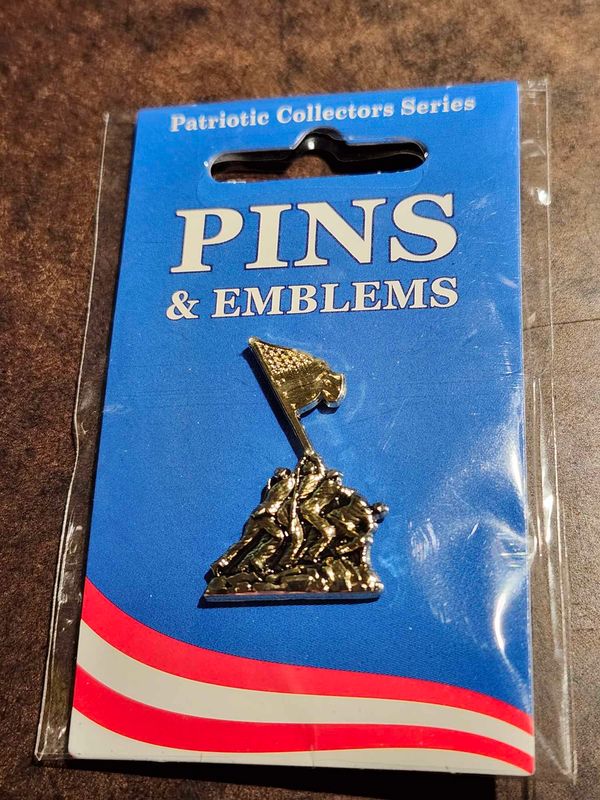 Patriotic Collectors Series
PINS
& EMBLEMS